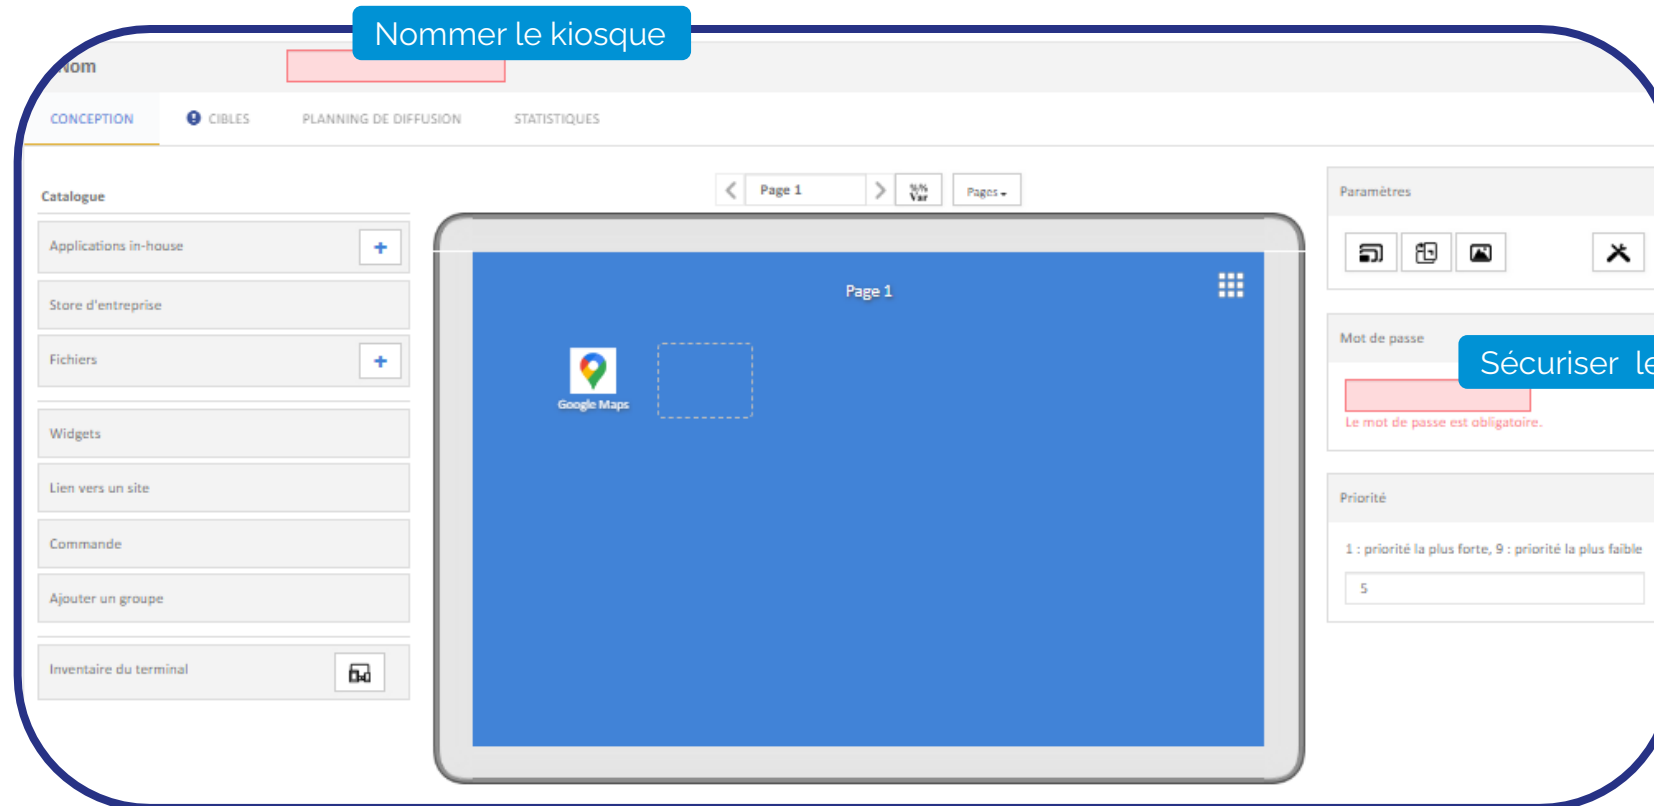 Nommer le kiosque
Nom
CONCEPTION
CIBLES
PLANNING DE DIFFUSION
STATISTIQUES
Catalogue
Applications in-house
Store d'entreprise
Fichiers
Widgets
Lien vers un site
Commande
Ajouter un groupe
Inventaire du terminal
Page 1
%/%
Var
Pages
Page 1
Google Maps
Paramètres
Mot de passe
Sécuriser le
Le mot de passe est obligatoire.
Priorité
1 : priorité la plus forte, 9 : priorité la plus faible
5